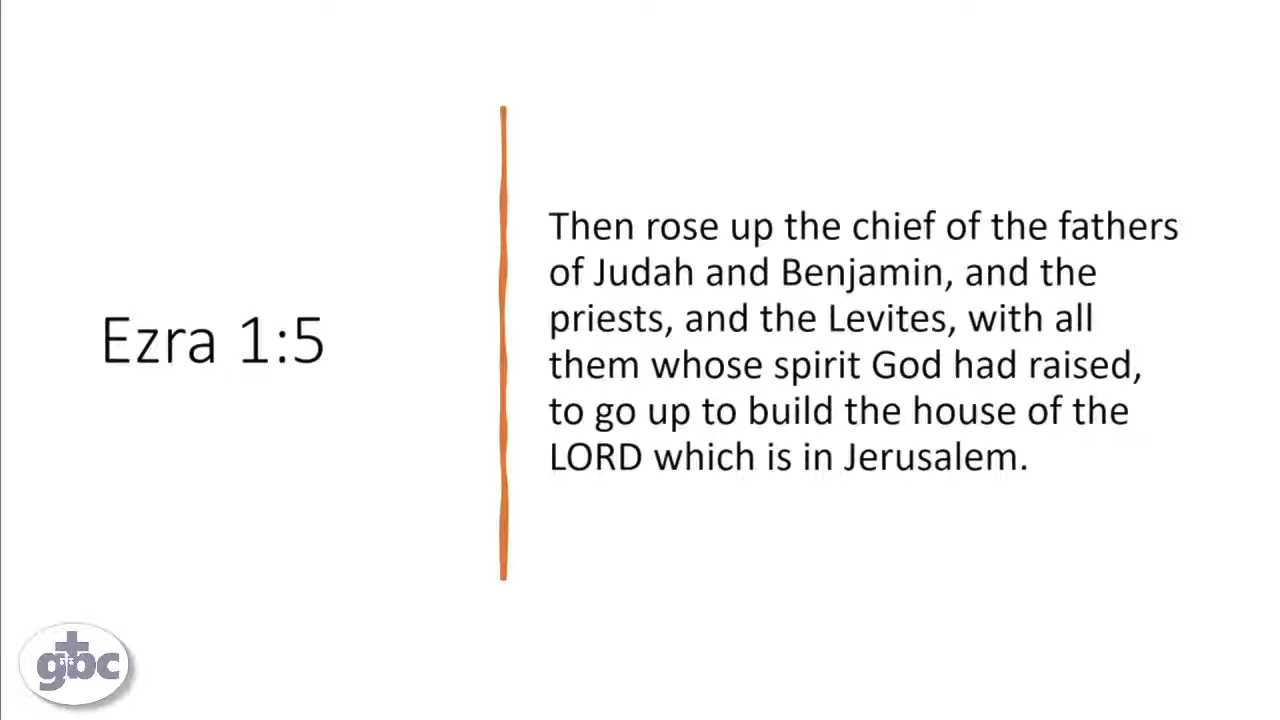 Ezra 1:5
Then rose up the chief of the fathers
of Judah and Benjamin, and the
priests, and the Levites, with all
them whose spirit God had raised,
to go up to build the house of the
LORD which is in Jerusalem.
gbc